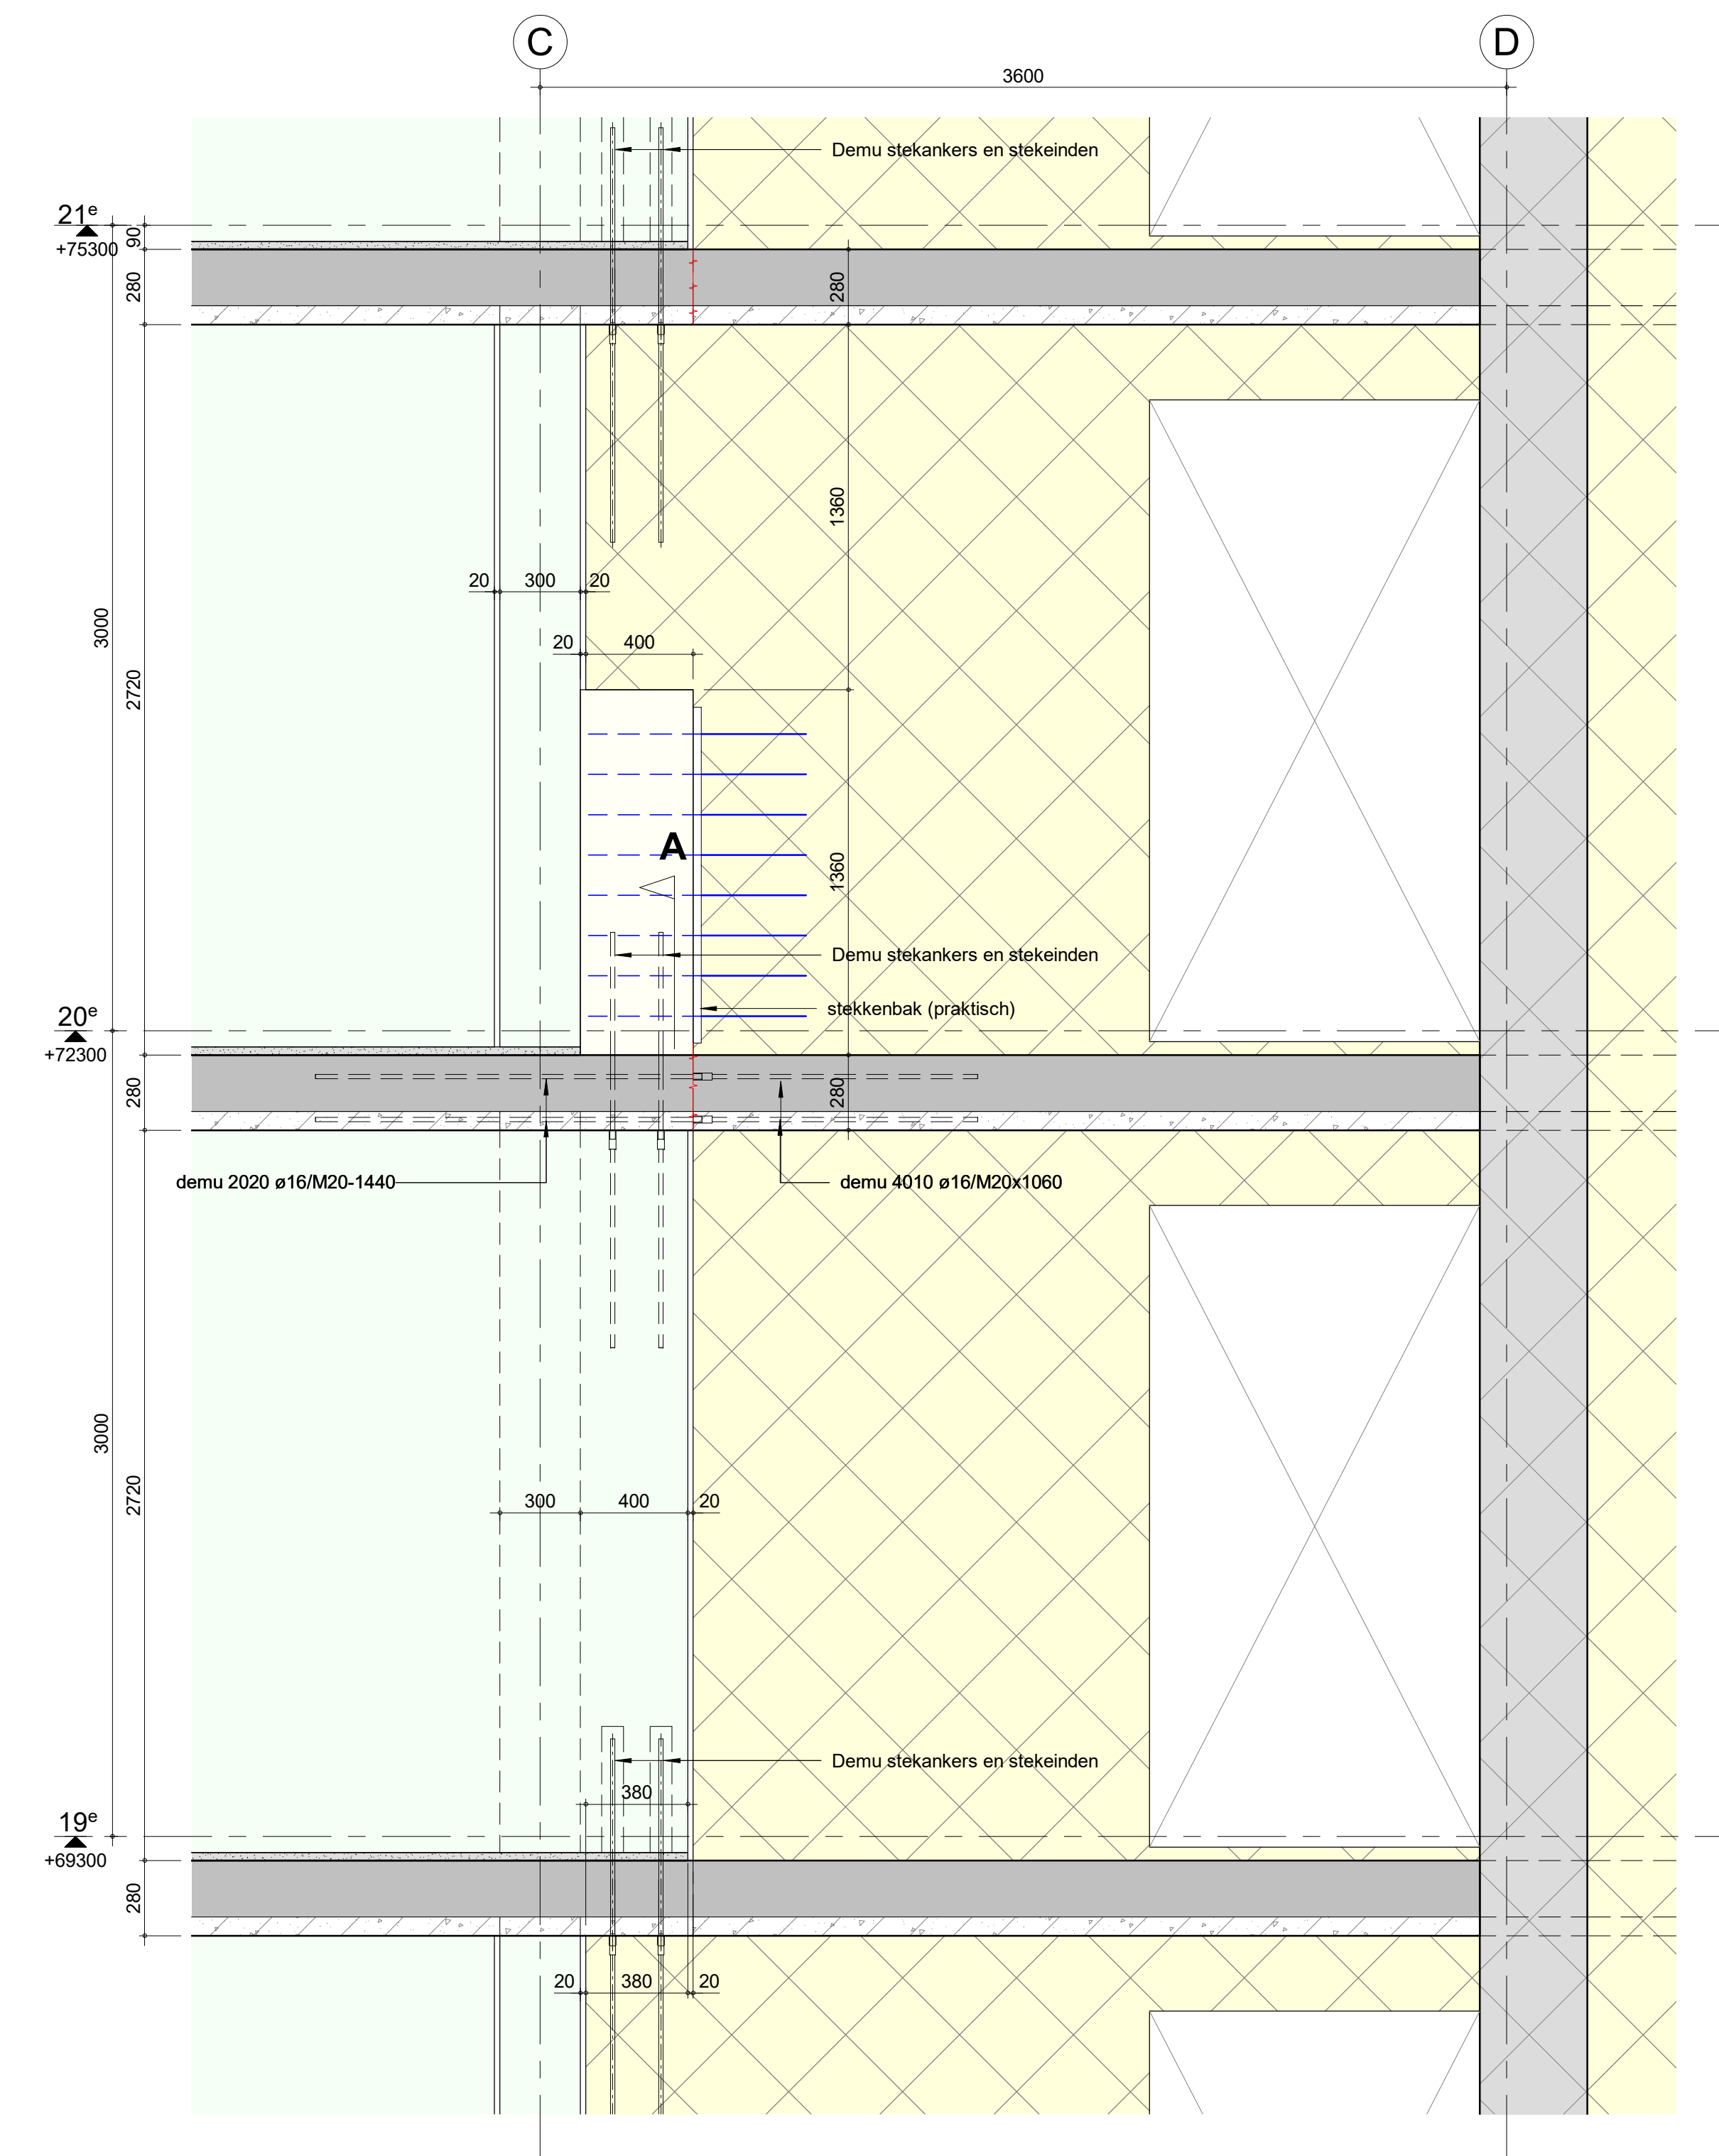 C
D
3600
Demu stekankers en stekeinden
21e
+75300
90
280
280
1360
20
300
20
3000
20
400
2720
A
1360
Demu stekankers en stekeinden
stekkenbak (praktisch)
20e
+72300
280
280
demu 2020 ø16/M20-1440
demu 4010 ø16/M20x1060
3000
2720
300
400
20
Demu stekankers en stekeinden
380
19e
+69300
280
20
380
20